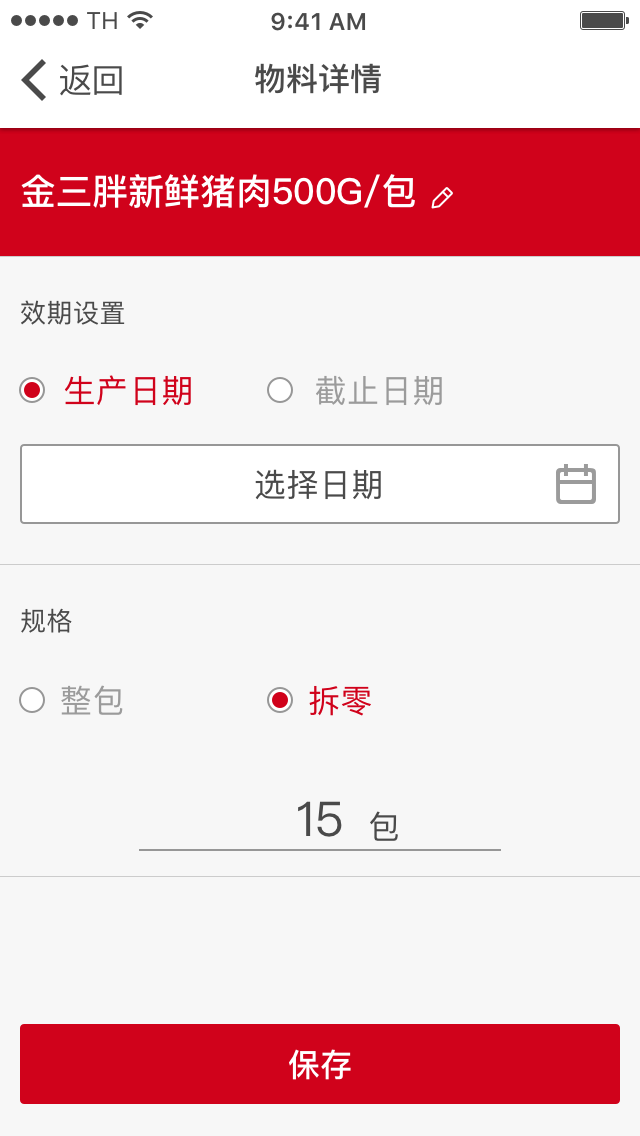 TH 9:41 AM
返回 物料详情
金三胖新鲜猪肉500G/包
效期设置
生产日期 截止日期
选择日期
规格
整包 拆零
15 包
保存